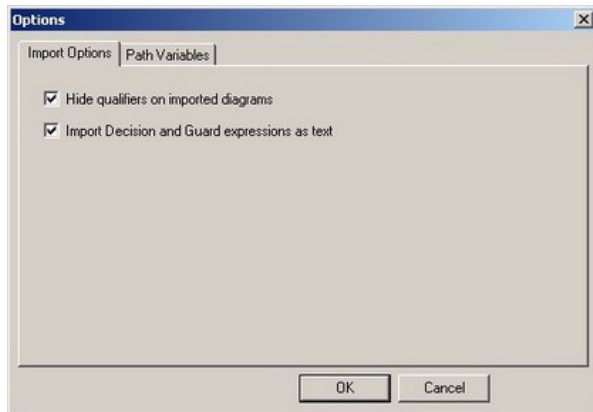 Options
Import Options
Path Variables
Hide qualifiers on imported diagrams
Import Decision and Guard expressions as text
OK
Cancel